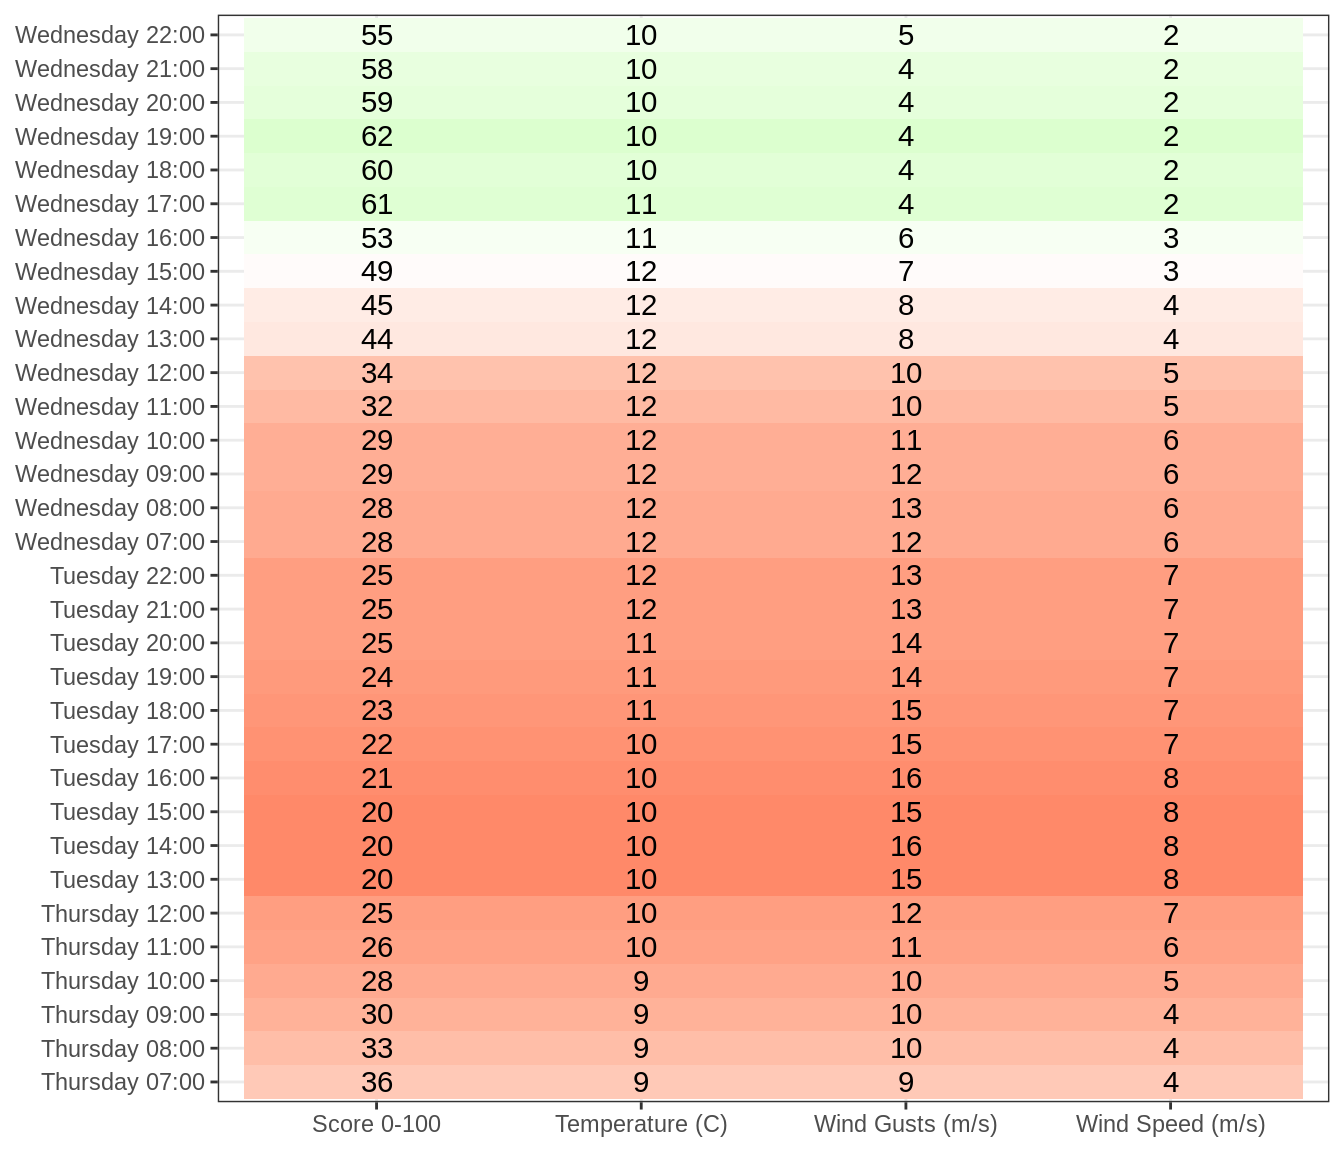 Wednesday 22:00 55 10 5 2
Wednesday 21:00 58 10 4 2
Wednesday 20:00 59 10 4 2
Wednesday 19:00 62 10 4 2
Wednesday 18:00 60 10 4 2
Wednesday 17:00 61 11 4 2
Wednesday 16:00 53 11 6 3
Wednesday 15:00 49 12 7 3
Wednesday 14:00 45 12 8 4
Wednesday 13:00 44 12 8 4
Wednesday 12:00 34 12 10 5
Wednesday 11:00 32 12 10 5
Wednesday 10:00 29 12 11 6
Wednesday 09:00 29 12 12 6
Wednesday 08:00 28 12 13 6
Wednesday 07:00 28 12 12 6
Tuesday 22:00 25 12 13 7
Tuesday 21:00 25 12 13 7
Tuesday 20:00 25 11 14 7
Tuesday 19:00 24 11 14 7
Tuesday 18:00 23 11 15 7
Tuesday 17:00 22 10 15 7
Tuesday 16:00 21 10 16 8
Tuesday 15:00 20 10 15 8
Tuesday 14:00 20 10 16 8
Tuesday 13:00 20 10 15 8
Thursday 12:00 25 10 12 7
Thursday 11:00 26 10 11 6
Thursday 10:00 28 9 10 5
Thursday 09:00 30 9 10 4
Thursday 08:00 33 9 10 4
Thursday 07:00 36 9 9 4
Score 0-100 Temperature (C) Wind Gusts (m/s) Wind Speed (m/s)